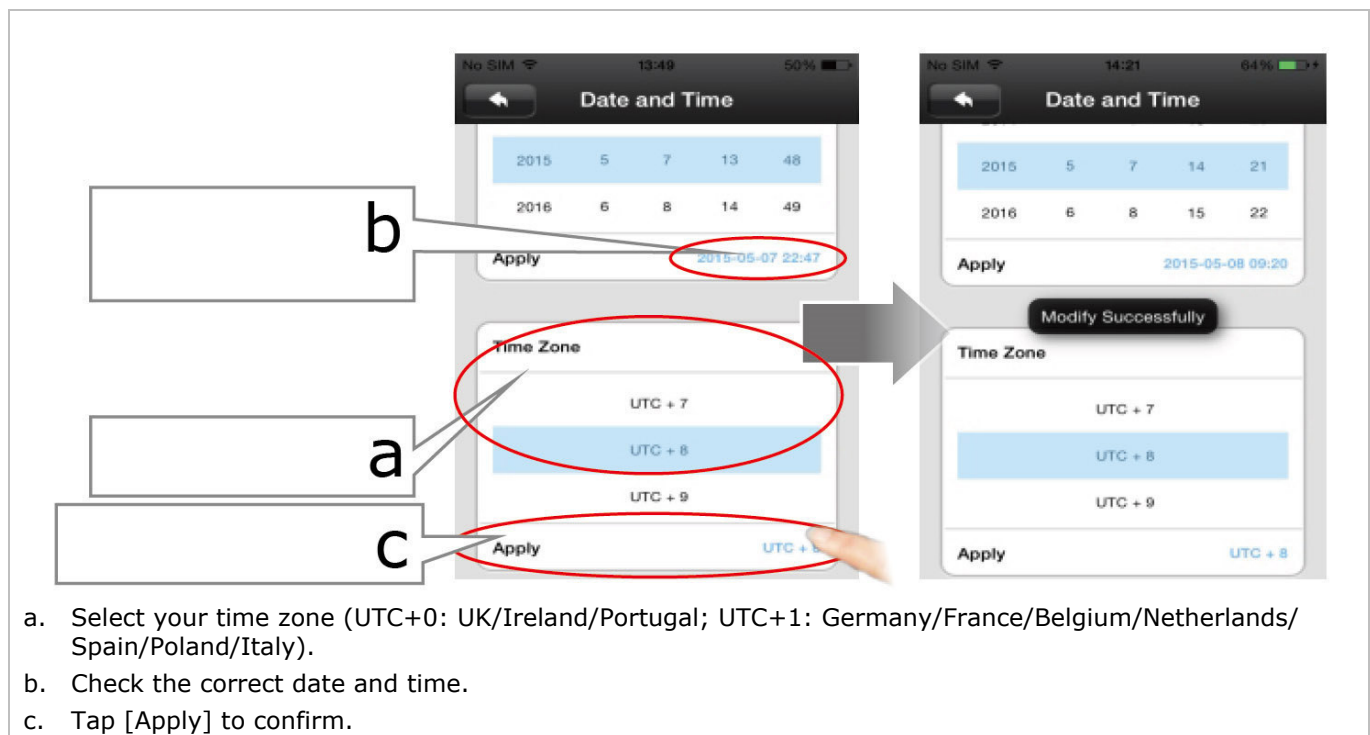 No SIM 13:49 50%
Date and Time
2015 5 7 13 48
2016 6 8 14 49
Apply 2015-05-07 22:47
Time Zone
UTC + 7
UTC + 8
UTC + 9
Apply UTC + 8
b
a
c
No SIM 14:21 64%
Date and Time
2015 5 7 14 21
2016 6 8 15 22
Apply 2015-05-08 09:20
Modify Successfully
Time Zone
UTC + 7
UTC + 8
UTC + 9
Apply UTC + 8
a. Select your time zone (UTC+0: UK/Ireland/Portugal; UTC+1: Germany/France/Belgium/Netherlands/
Spain/Poland/Italy).
b. Check the correct date and time.
c. Tap [Apply] to confirm.